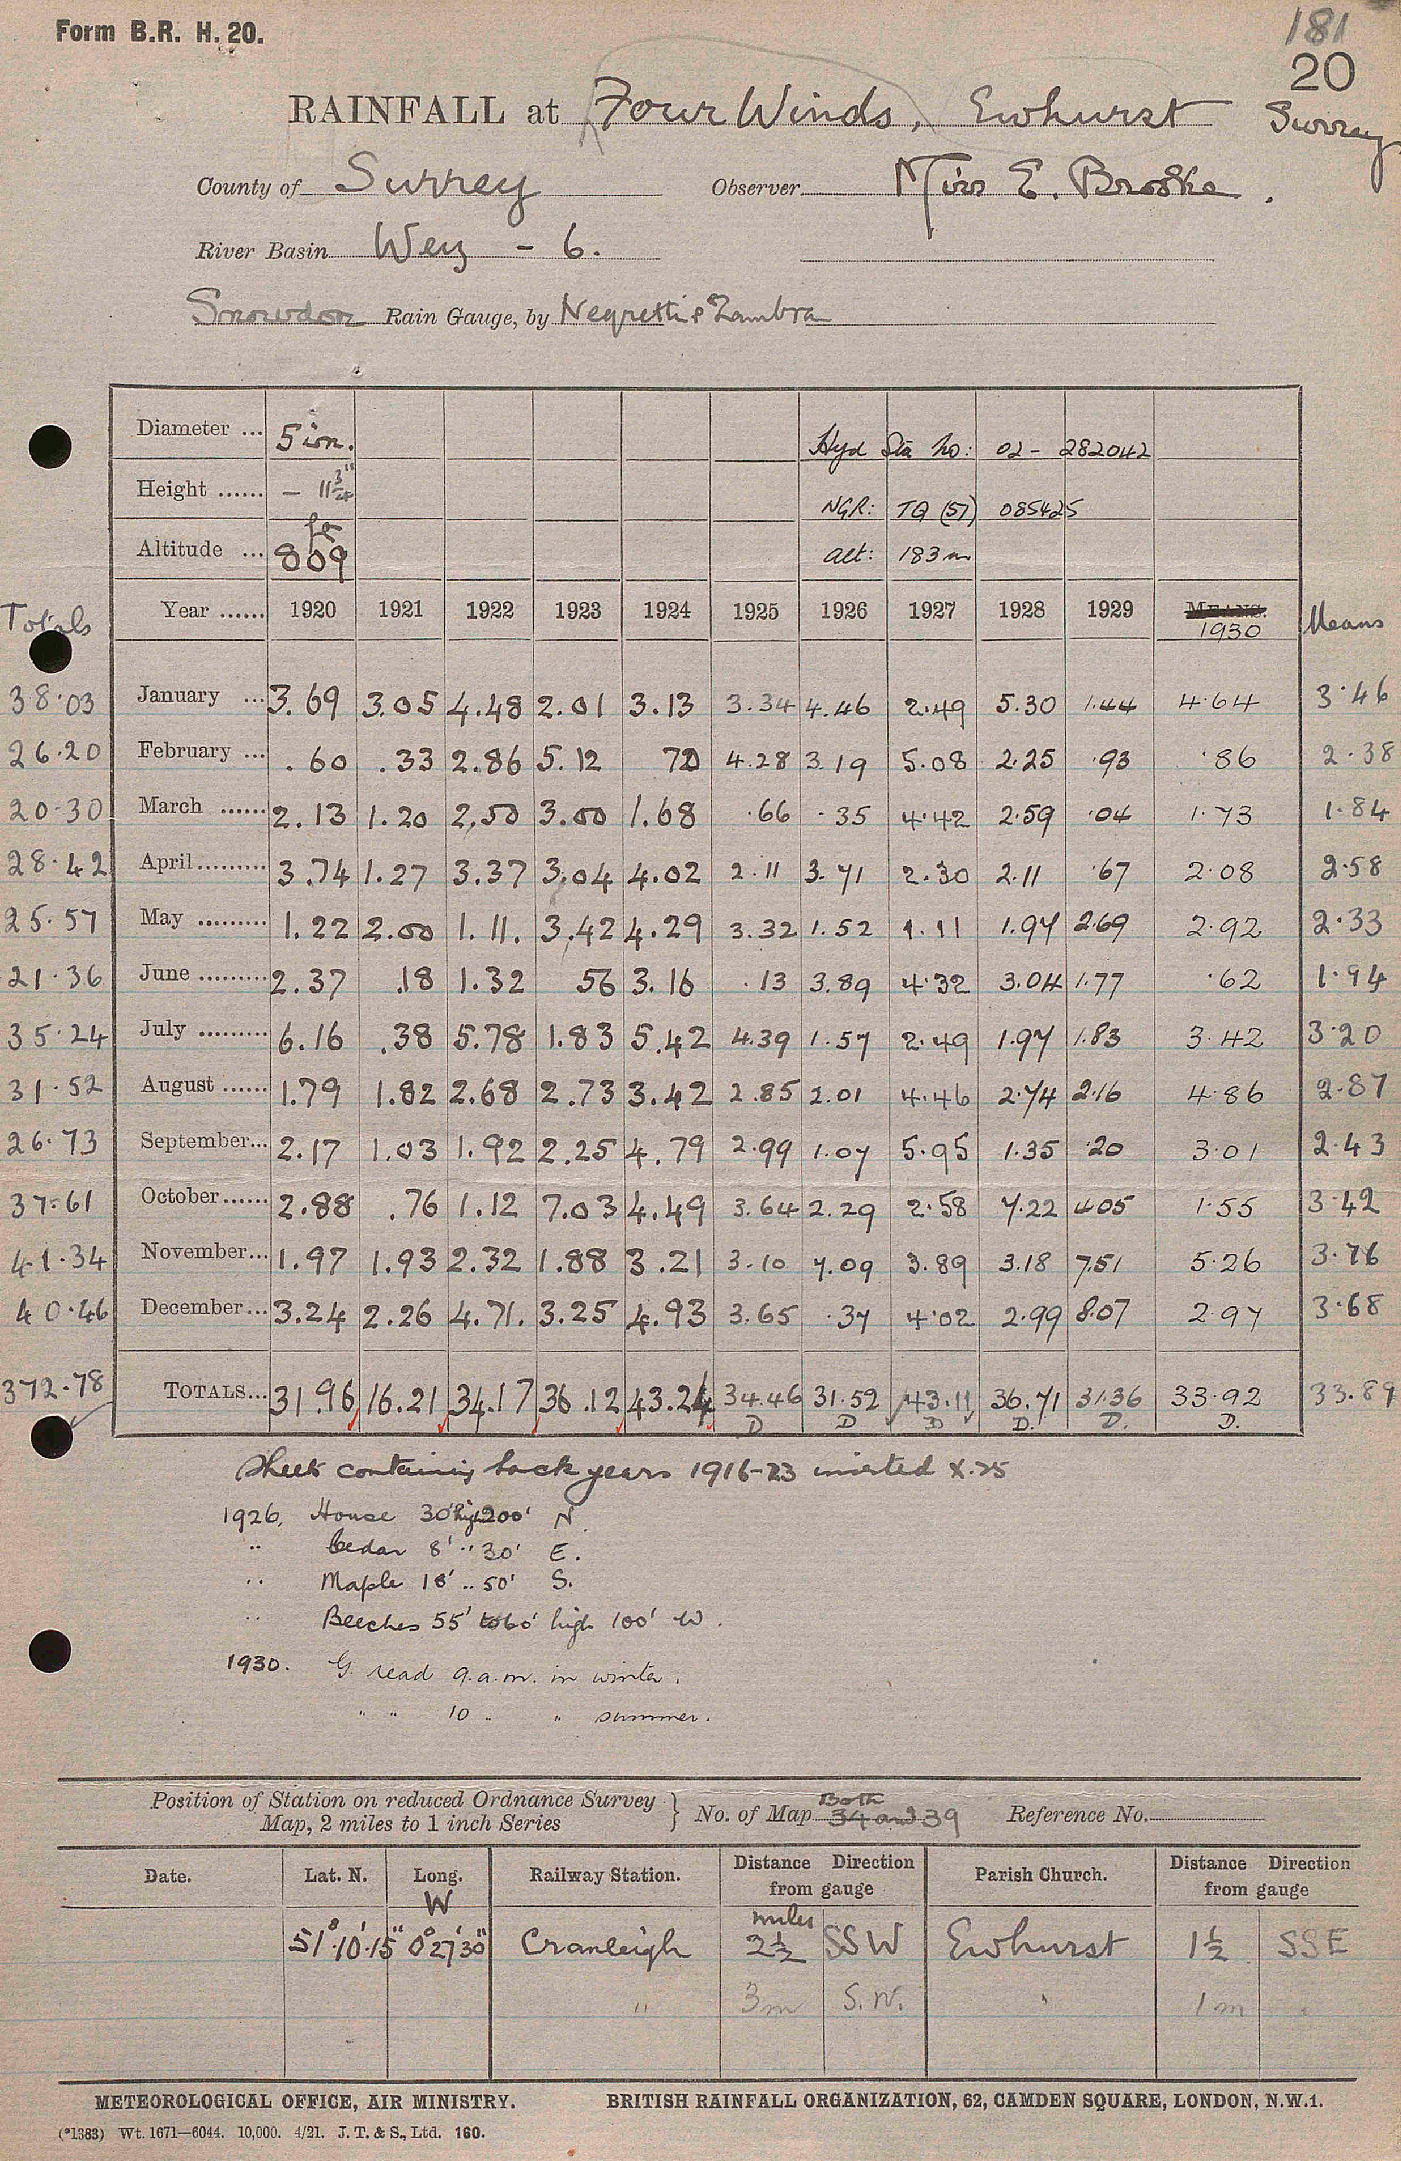 Form B.R. H. 20.
181
20
RAINFALL at Four Winds, Ewhurst Surrey
County of Surrey Observer Miss E. Brooke.
River Basin Wey - 6.
Snowdon Rain Gauge, by Negretti & Zambra
Diameter ... 5 in. Hyd Sta No: 02 - 282042
Height ...... - 11 3/4" NGR: TQ (51) 085425
Altitude ... 809 ft Alt: 183m
Totals Year ...... 1920 1921 1922 1923 1924 1925 1926 1927 1928 1929 MEANS. 1930 Means
38.03 January ... 3.69 3.05 4.48 2.01 3.13 3.34 4.46 2.49 5.30 1.44 4.64 3.46
26.20 February ... .60 .33 2.86 5.12 72 4.28 3.19 5.08 2.25 .93 .86 2.38
20.30 March ...... 2.13 1.20 2.50 3.00 1.68 .66 .35 4.42 2.59 .04 1.73 1.84
28.42 April ......... 3.74 1.27 3.37 3.04 4.02 2.11 3.71 2.30 2.11 .67 2.08 2.58
25.57 May ......... 1.22 2.00 1.11. 3.42 4.29 3.32 1.52 1.11 1.97 2.69 2.92 2.33
21.36 June ......... 2.37 .18 1.32 56 3.16 .13 3.89 4.32 3.04 1.77 .62 1.94
35.24 July ......... 6.16 .38 5.78 1.83 5.42 4.39 1.57 2.49 1.97 1.83 3.42 3.20
31.52 August ...... 1.79 1.82 2.68 2.73 3.42 2.85 2.01 4.46 2.74 2.16 4.86 2.87
26.73 September... 2.17 1.03 1.92 2.25 4.79 2.99 1.07 5.95 1.35 .20 3.01 2.43
37.61 October...... 2.88 .76 1.12 7.03 4.49 3.64 2.29 2.58 7.22 4.05 1.55 3.42
41.34 November... 1.97 1.93 2.32 1.88 3.21 3.10 7.09 3.89 3.18 7.51 5.26 3.76
40.46 December... 3.24 2.26 4.71. 3.25 4.93 3.65 .37 4.02 2.99 8.07 2.97 3.68
372.78 TOTALS... 31.96 16.21 34.17 36.12 43.24 34.46 31.52 43.11 36.71 31.36 33.92 33.89
D D D D. D. D.
Sheet containing back years 1916-23 inserted X.25
1926. House 30' high 200' N
" Cedar 8' " 30' E.
" Maple 18' " 50' S.
" Beeches 55' to 60' high 100' W.
1930. G. read 9.a.m. in winter.
" " 10 " " summer.
Position of Station on reduced Ordnance Survey
Map, 2 miles to 1 inch Series } No. of Map Both 34 and 39 Reference No.
Date. Lat. N. Long. W Railway Station. Distance Direction from gauge Parish Church. Distance Direction from gauge
51° 10' 15" 0° 27' 30" Cranleigh 2½ miles SSW Ewhurst 1½ SSE
" 3m S.W. " 1m "
METEOROLOGICAL OFFICE, AIR MINISTRY. BRITISH RAINFALL ORGANIZATION, 62, CAMDEN SQUARE, LONDON, N.W.1.
(*1383) Wt. 1671—6044. 10,000. 4/21. J. T. & S., Ltd. 160.